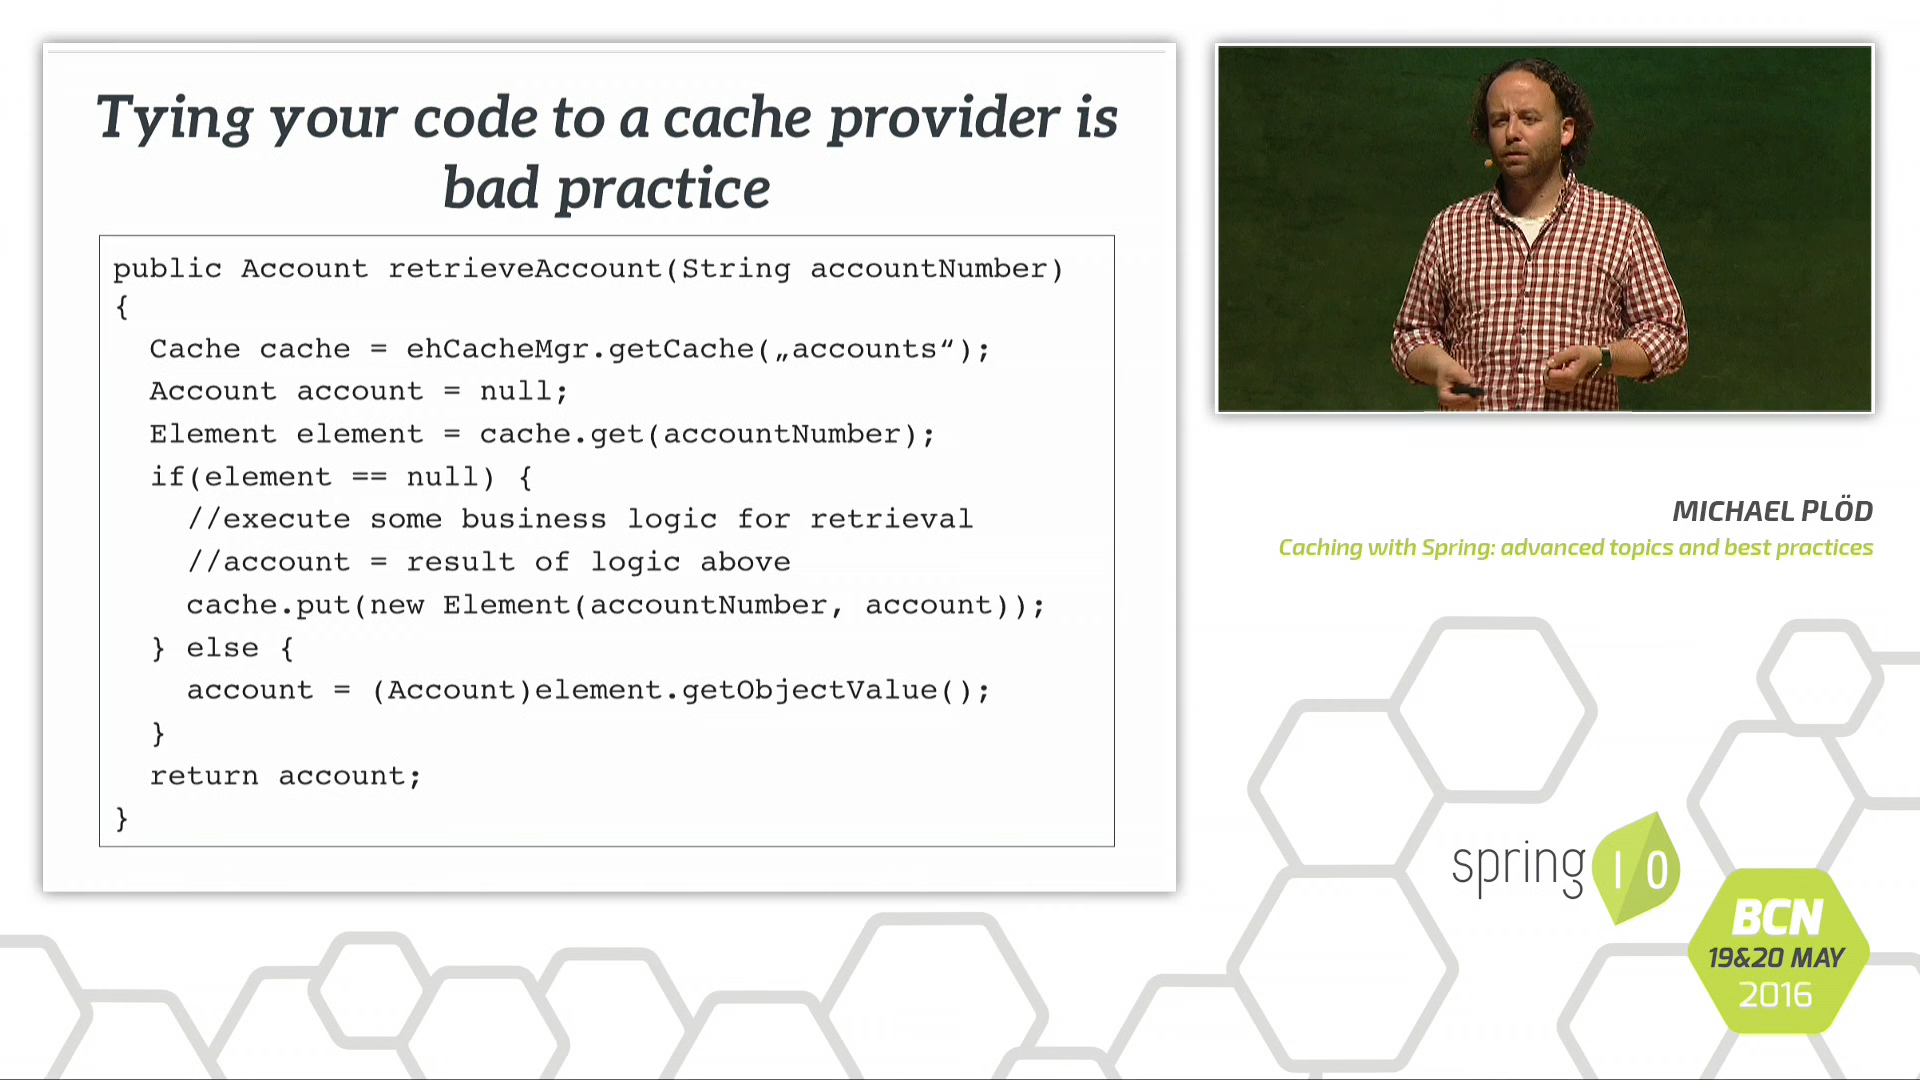 Tying your code to a cache provider is
bad practice
public Account retrieveAccount(String accountNumber)
{
Cache cache = ehCacheMgr.getCache(„accounts“);
Account account = null;
Element element = cache.get(accountNumber);
if(element == null) {
//execute some business logic for retrieval
//account = result of logic above
cache.put(new Element(accountNumber, account));
} else {
account = (Account)element.getObjectValue();
}
return account;
}
MICHAEL PLÖD
Caching with Spring: advanced topics and best practices
spring I O
BCN
19&20 MAY
2016